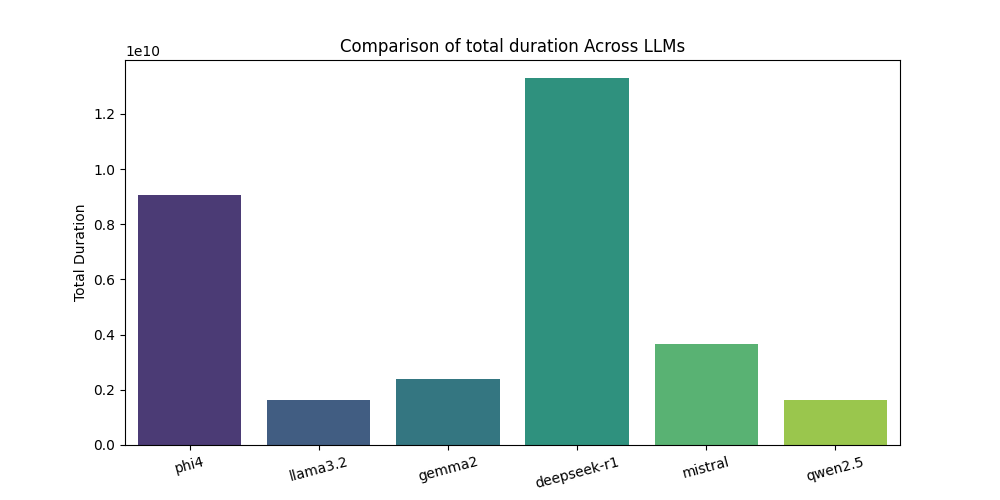 Comparison of total duration Across LLMs
1e10
Total Duration
1.2
1.0
0.8
0.6
0.4
0.2
0.0
phi4
llama3.2
gemma2
deepseek-r1
mistral
qwen2.5